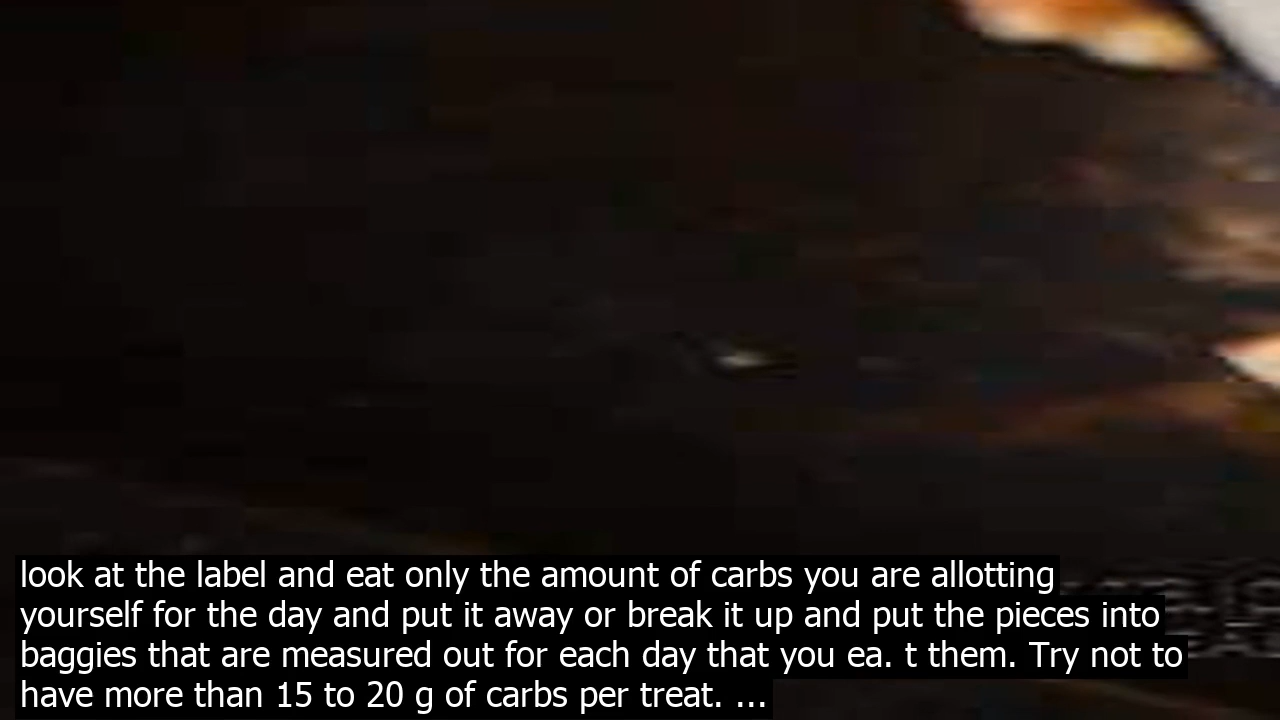 look at the label and eat only the amount of carbs you are allotting
yourself for the day and put it away or break it up and put the pieces into
baggies that are measured out for each day that you ea. t them. Try not to
have more than 15 to 20 g of carbs per treat. ...